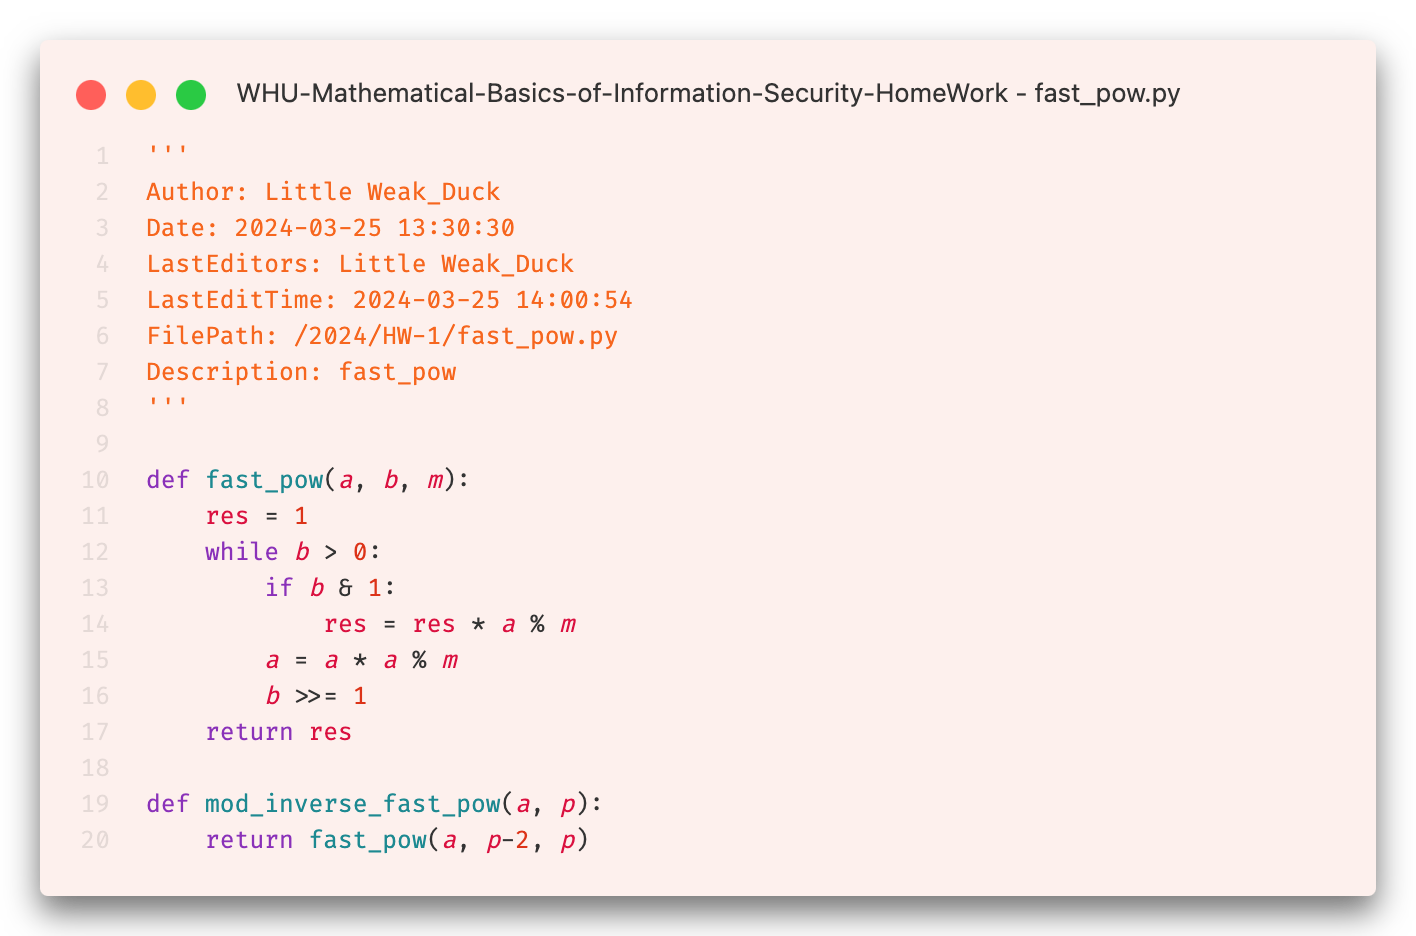 WHU-Mathematical-Basics-of-Information-Security-HomeWork - fast_pow.py
1 '''
2 Author: Little Weak_Duck
3 Date: 2024-03-25 13:30:30
4 LastEditors: Little Weak_Duck
5 LastEditTime: 2024-03-25 14:00:54
6 FilePath: /2024/HW-1/fast_pow.py
7 Description: fast_pow
8 '''
9
10 def fast_pow(a, b, m):
11     res = 1
12     while b > 0:
13         if b & 1:
14             res = res * a % m
15         a = a * a % m
16         b >>= 1
17     return res
18
19 def mod_inverse_fast_pow(a, p):
20     return fast_pow(a, p-2, p)